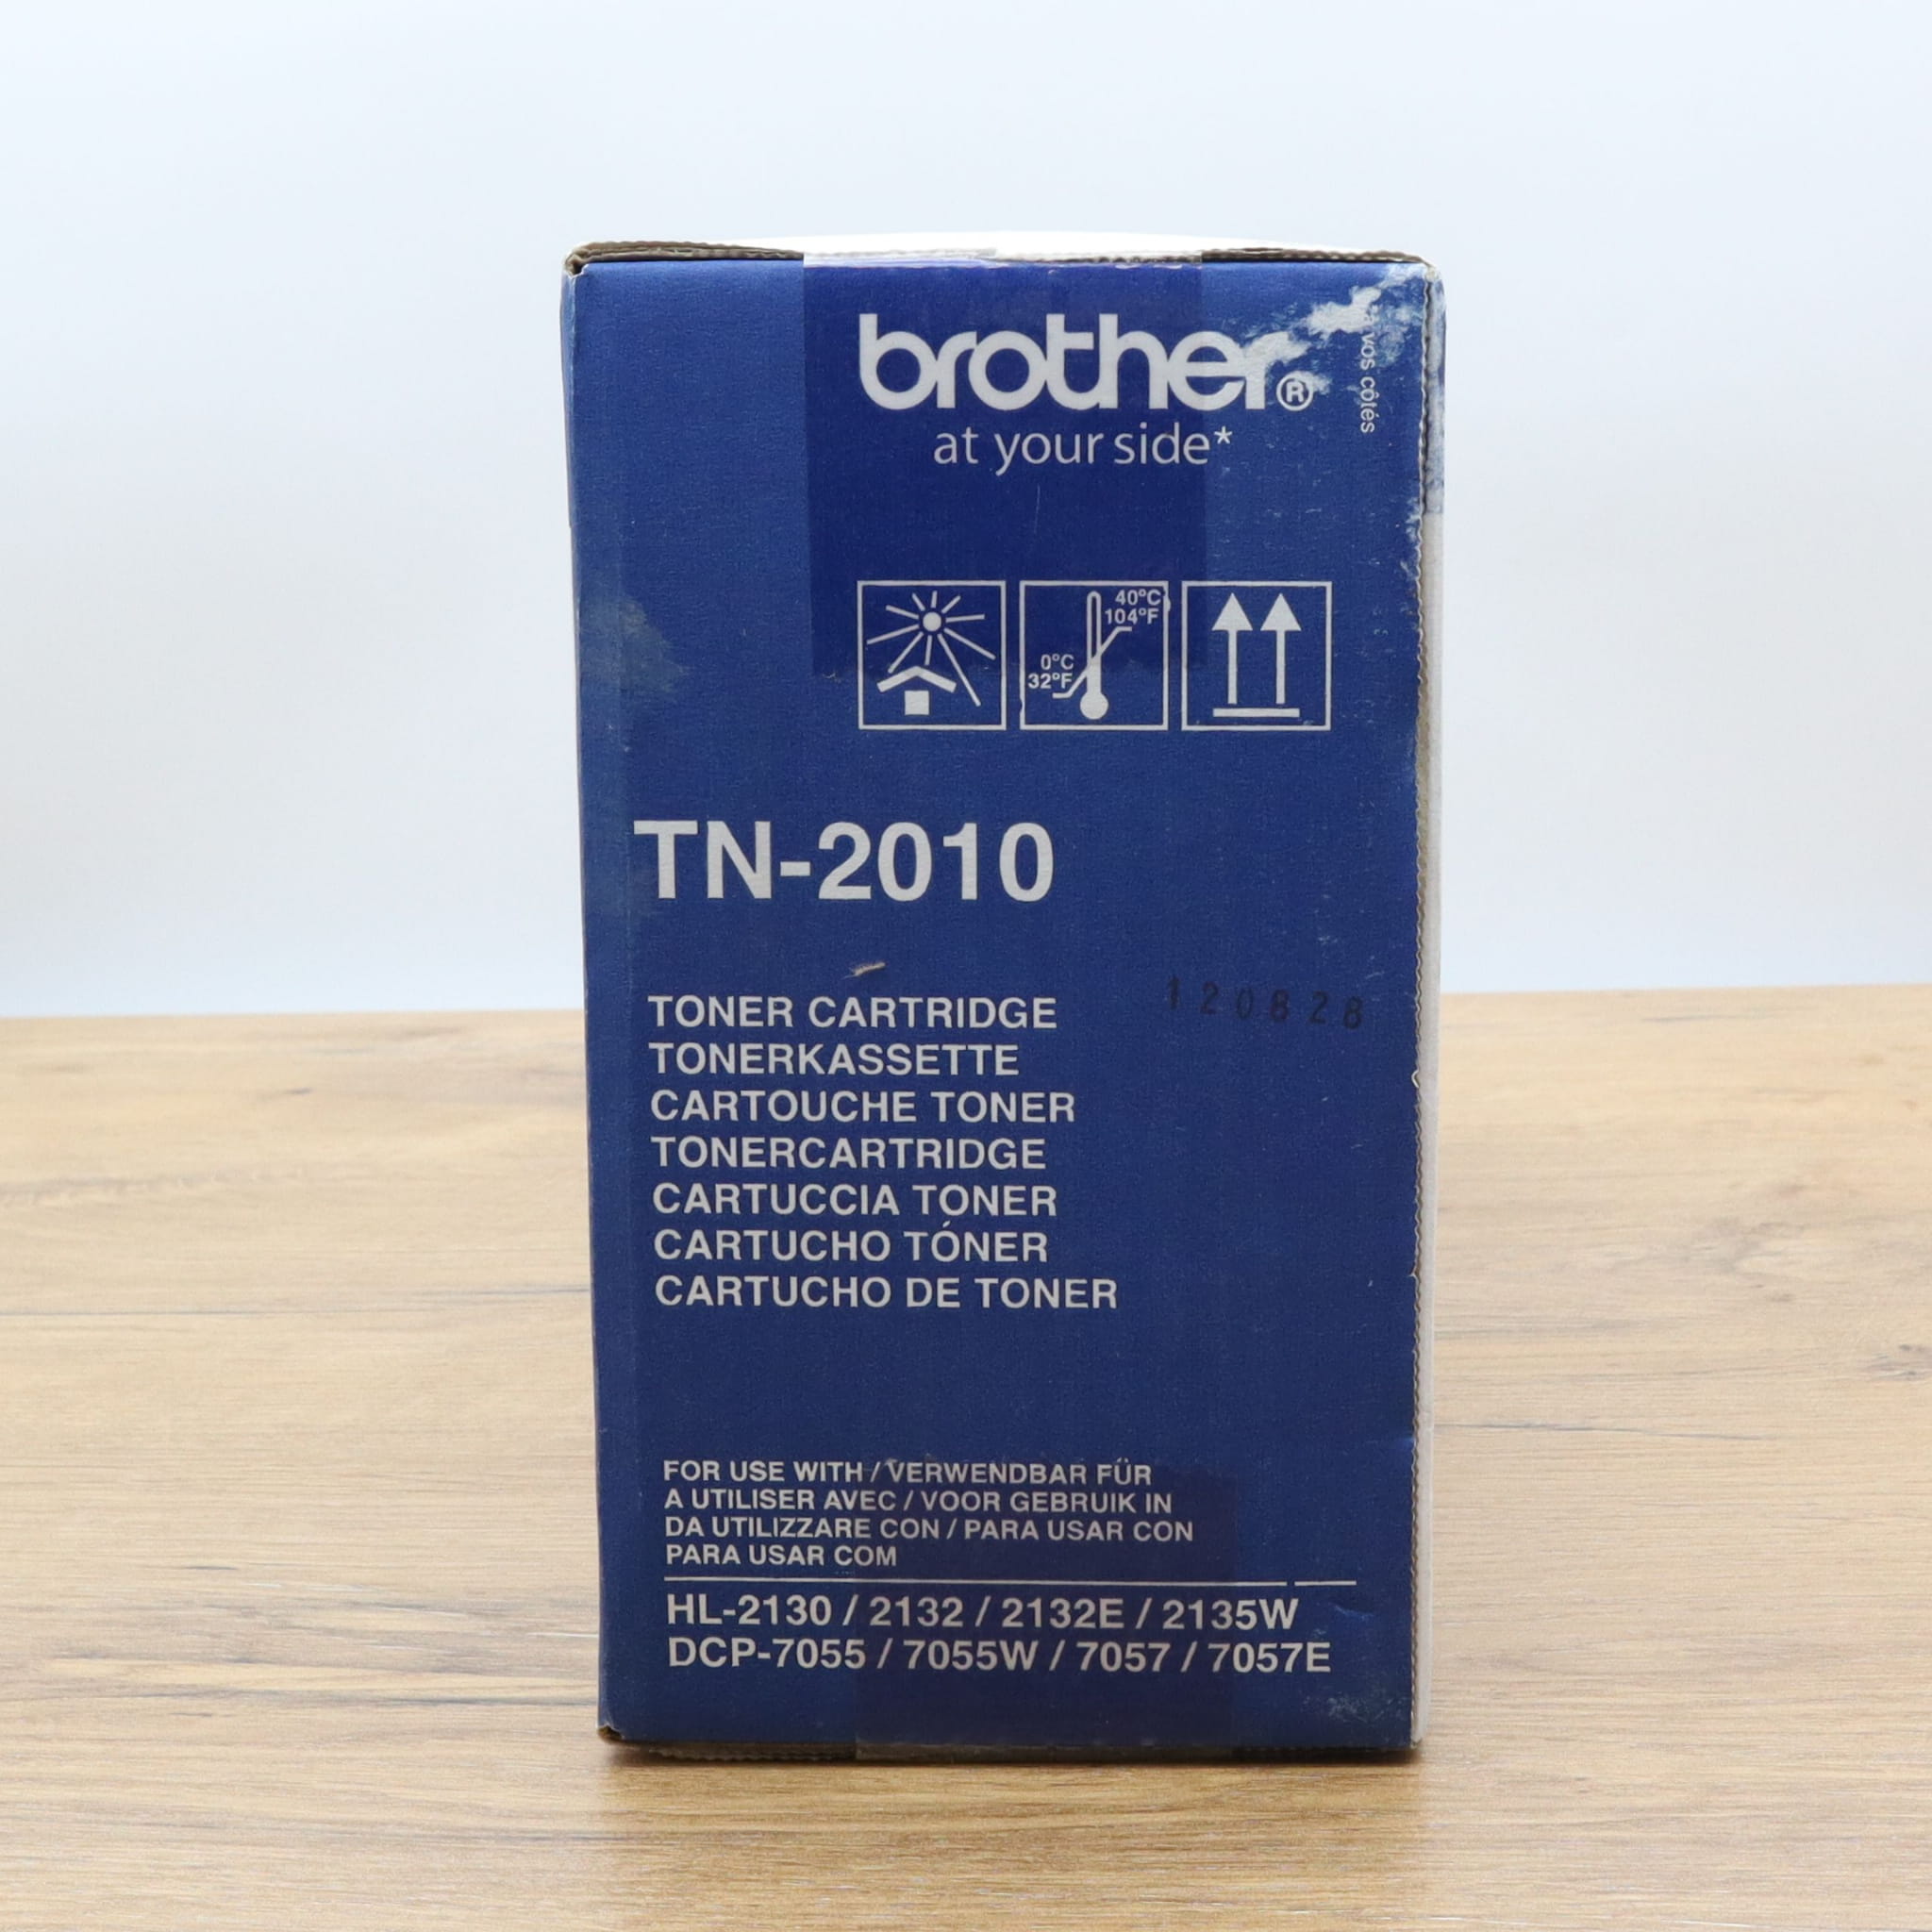 brother®
at your side*
à vos côtés
40°C
104°F
0°C
32°F
TN-2010
120828
TONER CARTRIDGE
TONERKASSETTE
CARTOUCHE TONER
TONERCARTRIDGE
CARTUCCIA TONER
CARTUCHO TÓNER
CARTUCHO DE TONER
FOR USE WITH / VERWENDBAR FÜR
A UTILISER AVEC / VOOR GEBRUIK IN
DA UTILIZZARE CON / PARA USAR CON
PARA USAR COM
HL-2130 / 2132 / 2132E / 2135W
DCP-7055 / 7055W / 7057 / 7057E